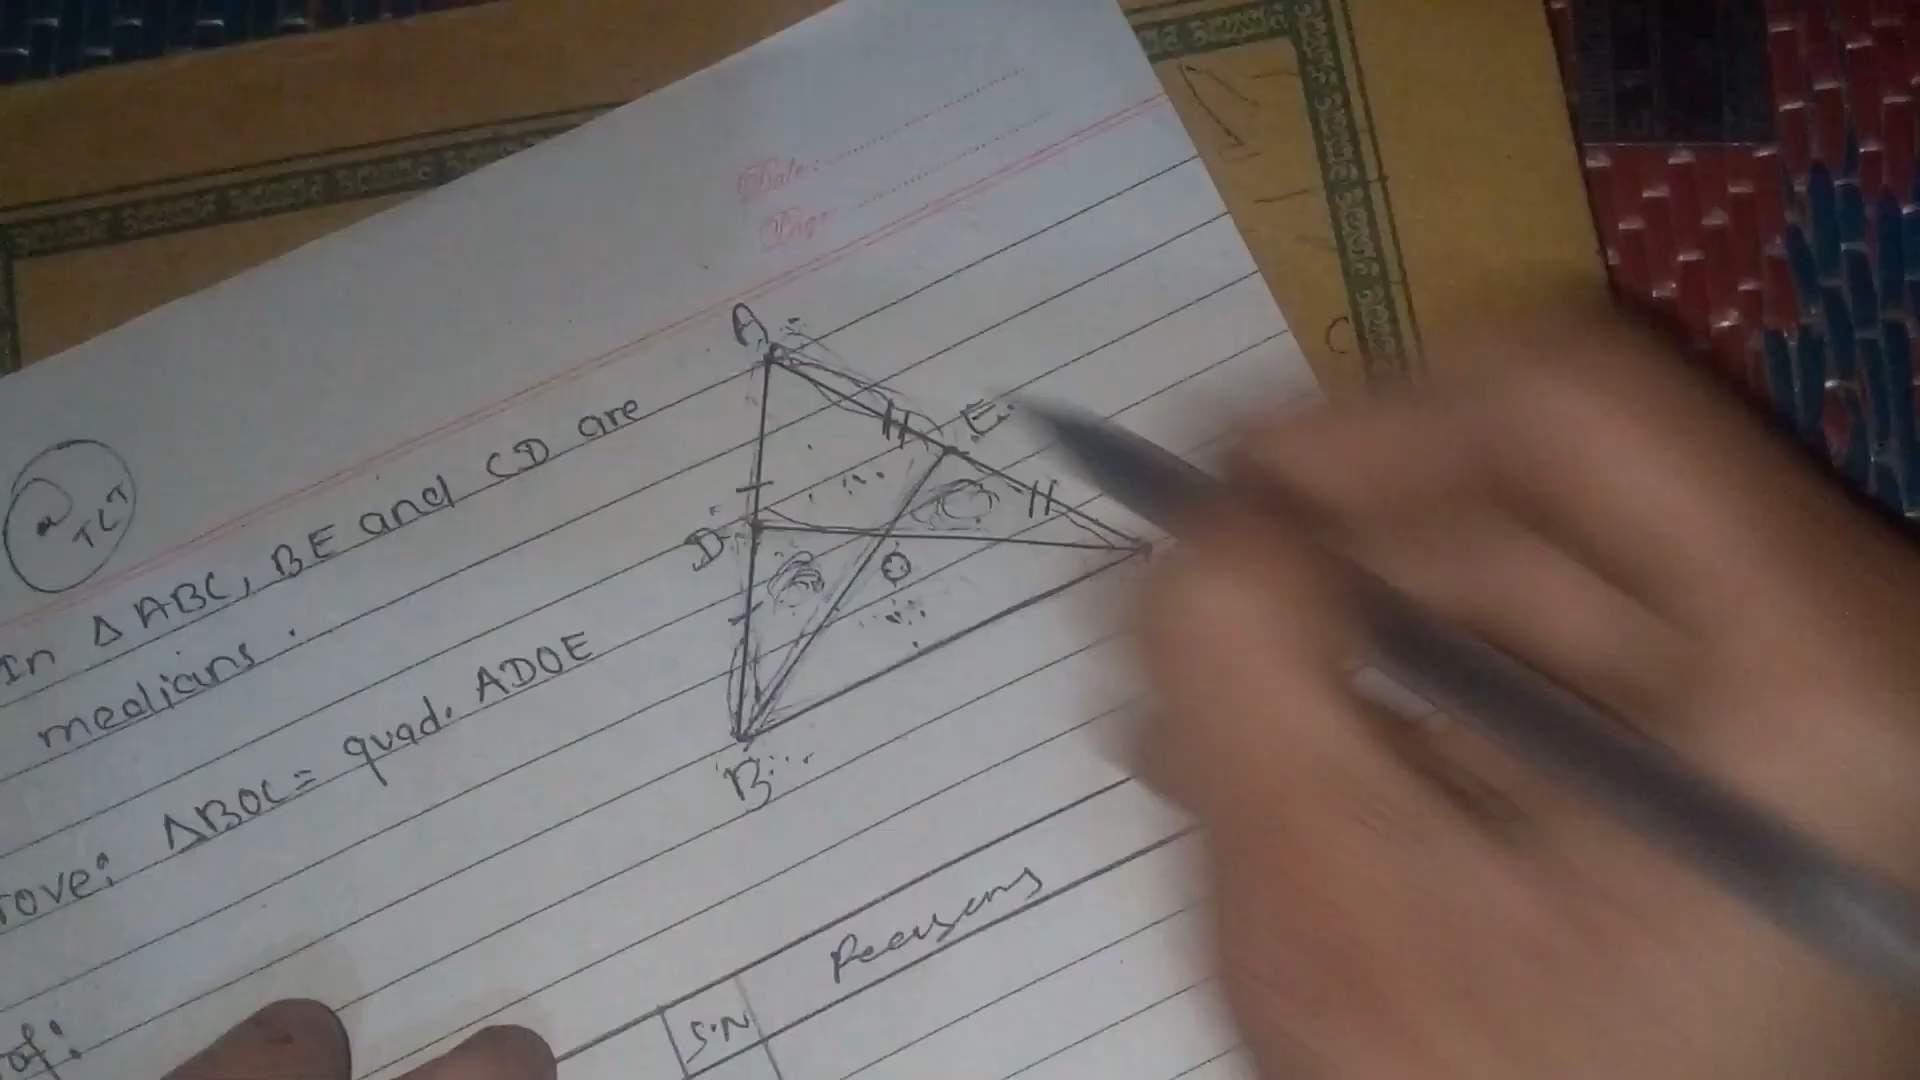 Date:
Page:
TLT
In △ ABC, BE and CD are
medians.
rove: △BOC = quad. ADOE
of:
A
E
D
O
B
C
S.N
Reasons